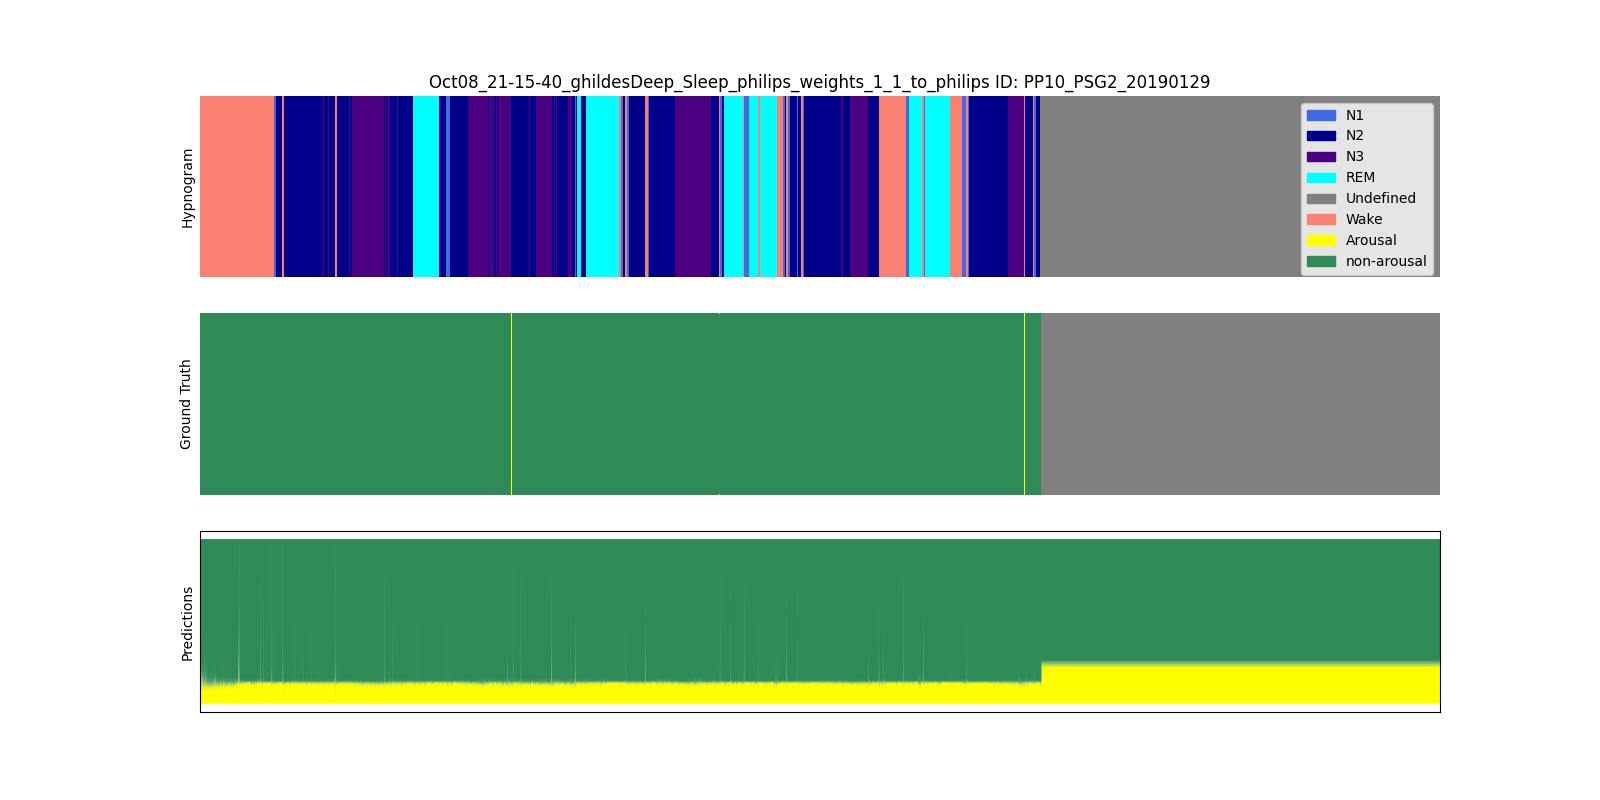 Oct08_21-15-40_ghildesDeep_Sleep_philips_weights_1_1_to_philips ID: PP10_PSG2_20190129
Hypnogram
N1
N2
N3
REM
Undefined
Wake
Arousal
non-arousal
Ground Truth
Predictions